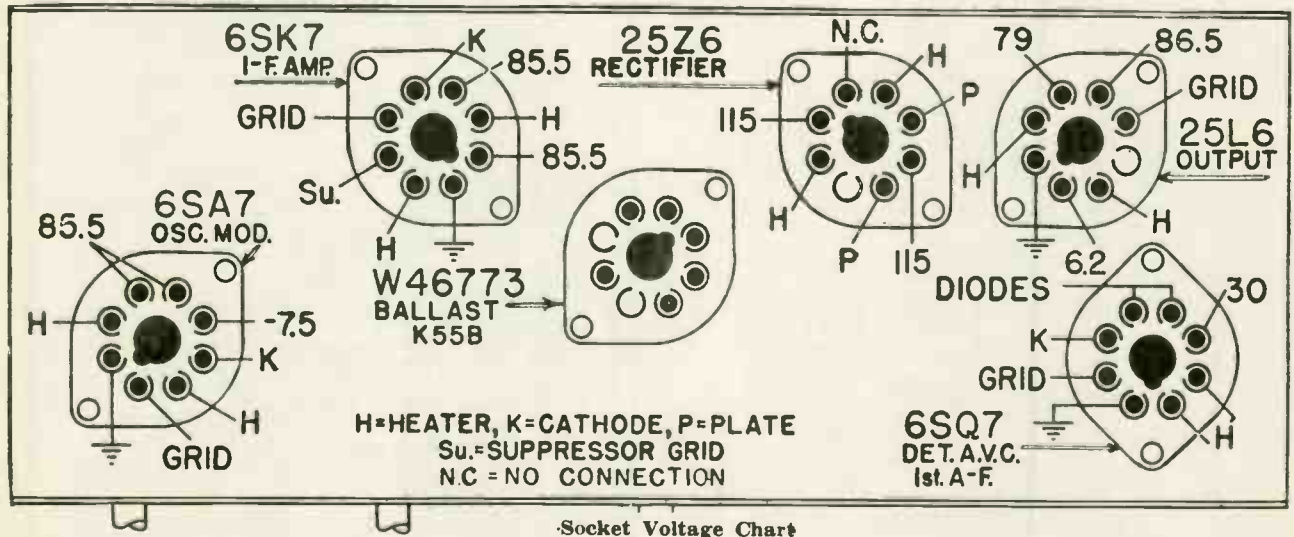 6SK7
I-F. AMP.
K
85.5
GRID
H
85.5
Su.
H
25Z6
RECTIFIER
N.C.
H
P
115
H
P
115
79
86.5
GRID
H
25L6
OUTPUT
6.2
H
6SA7
OSC. MOD.
85.5
H
-7.5
K
GRID
H
W46773
BALLAST
K55B
DIODES
30
K
GRID
H
6SQ7
DET. A.V.C.
1st. A-F.
H=HEATER, K=CATHODE, P=PLATE
Su.=SUPPRESSOR GRID
N.C = NO CONNECTION
Socket Voltage Chart